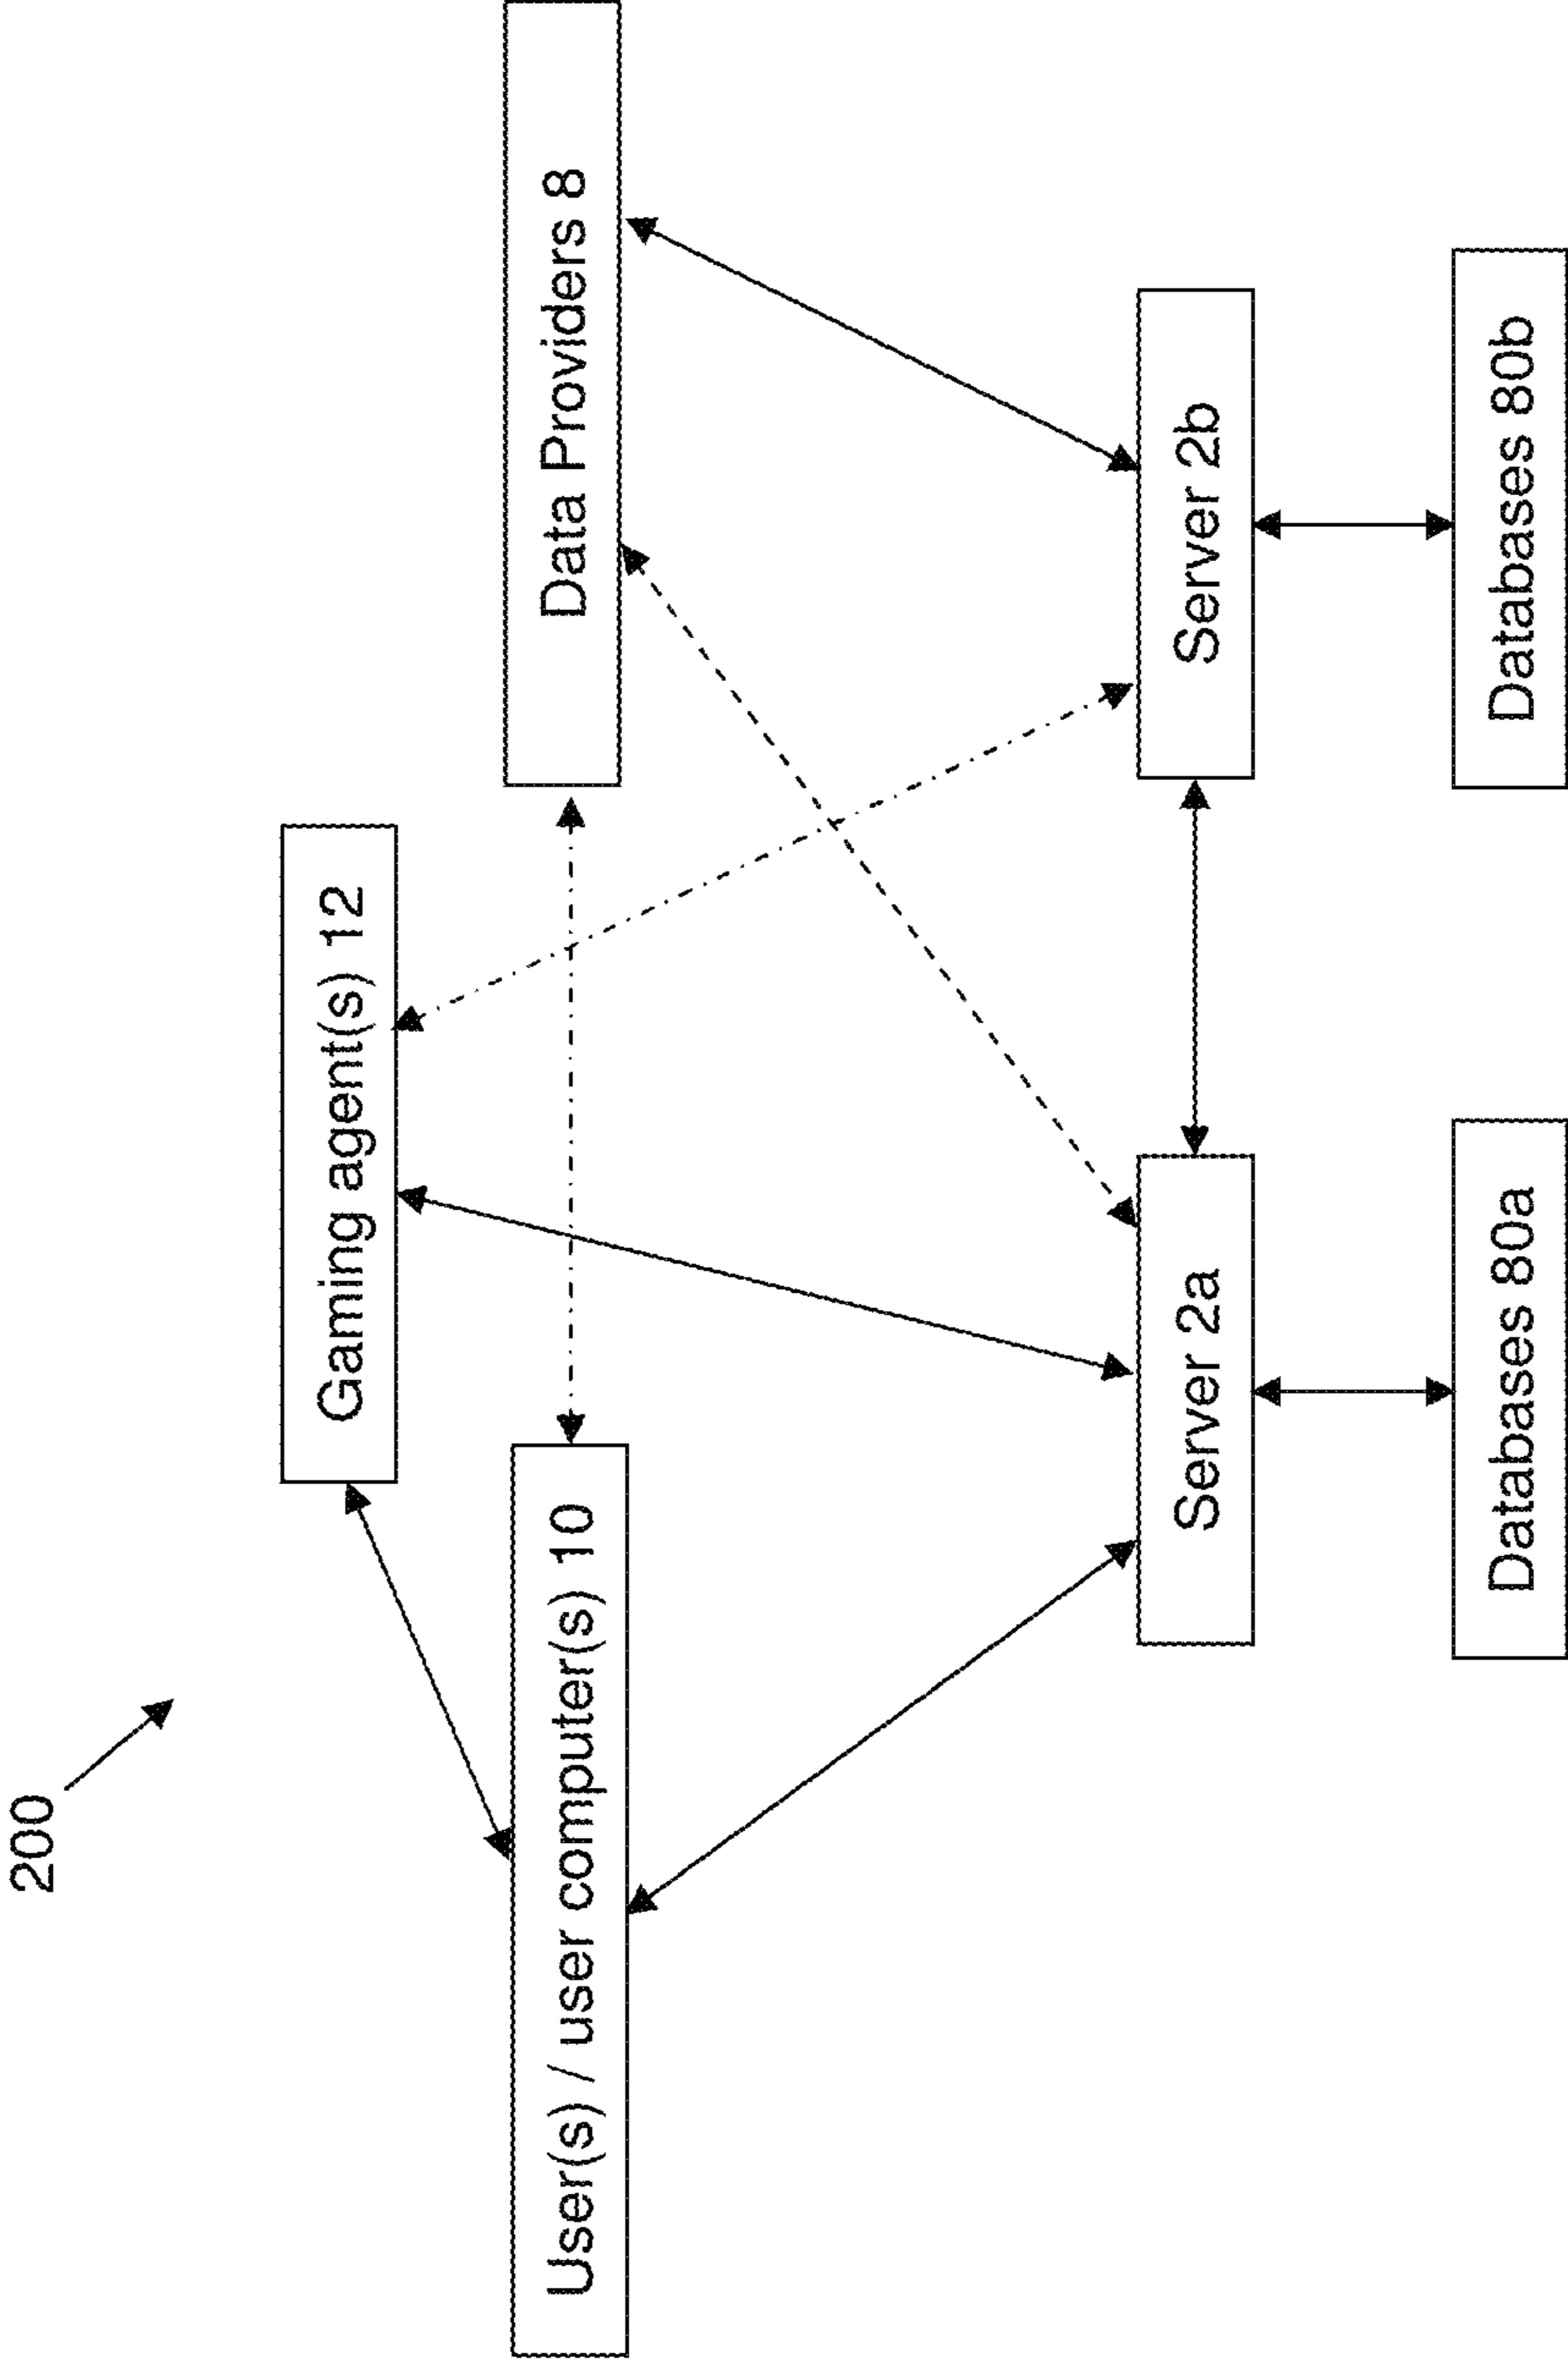 200
Gaming agent(s) 12
User(s) / user computer(s) 10
Data Providers 8
Server 2a
Server 2b
Databases 80a
Databases 80b